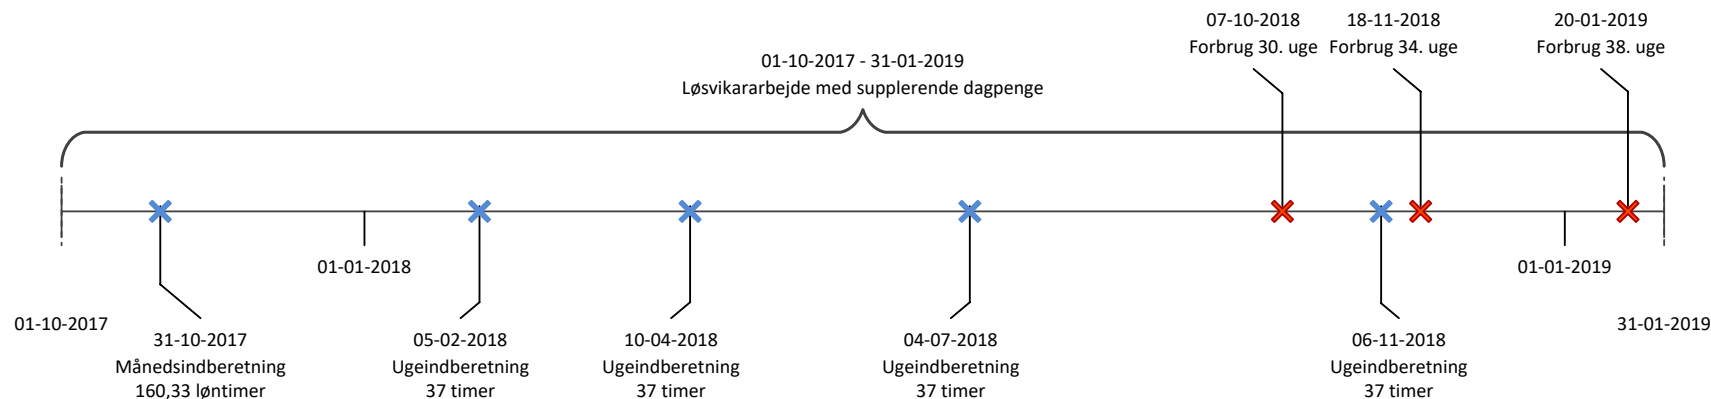 07-10-2018
Forbrug 30. uge
18-11-2018
Forbrug 34. uge
20-01-2019
Forbrug 38. uge
01-10-2017 - 31-01-2019
Løsvikararbejde med supplerende dagpenge
01-01-2018
01-01-2019
01-10-2017
31-01-2019
31-10-2017
Månedsindberetning
160,33 løntimer
05-02-2018
Ugeindberetning
37 timer
10-04-2018
Ugeindberetning
37 timer
04-07-2018
Ugeindberetning
37 timer
06-11-2018
Ugeindberetning
37 timer